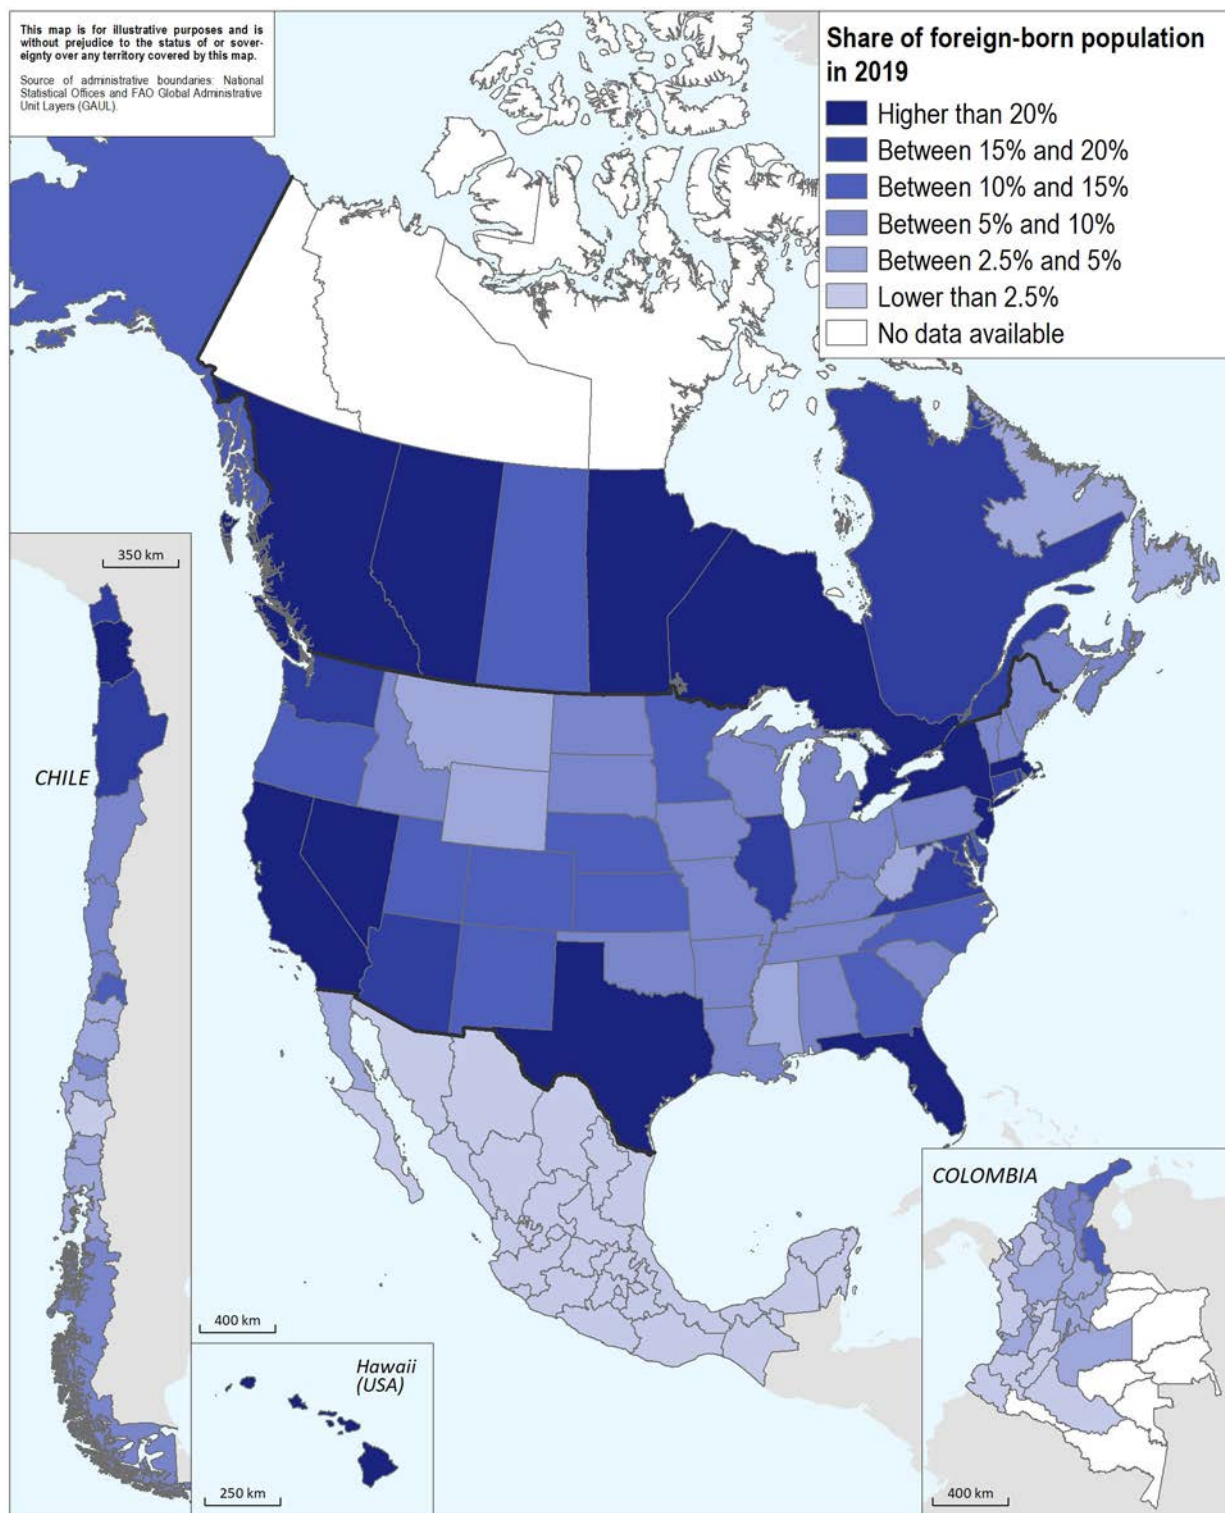 This map is for illustrative purposes and is
without prejudice to the status of or sover-
eignty over any territory covered by this map.
Source of administrative boundaries: National
Statistical Offices and FAO Global Administrative
Unit Layers (GAUL).
Share of foreign-born population
in 2019
Higher than 20%
Between 15% and 20%
Between 10% and 15%
Between 5% and 10%
Between 2.5% and 5%
Lower than 2.5%
No data available
350 km
CHILE
COLOMBIA
400 km
Hawaii
(USA)
250 km
400 km